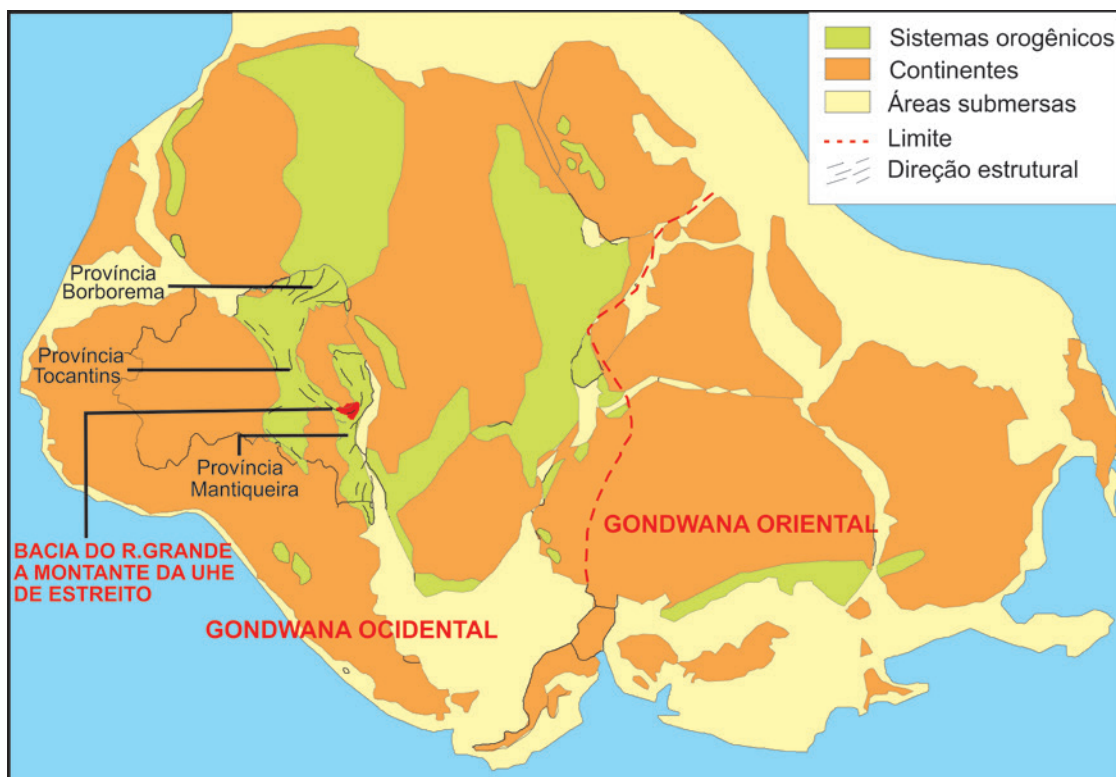 Sistemas orogênicos
Continentes
Áreas submersas
Limite
Direção estrutural
Província
Borborema
Província
Tocantins
Província
Mantiqueira
BACIA DO R.GRANDE
A MONTANTE DA UHE
DE ESTREITO
GONDWANA ORIENTAL
GONDWANA OCIDENTAL